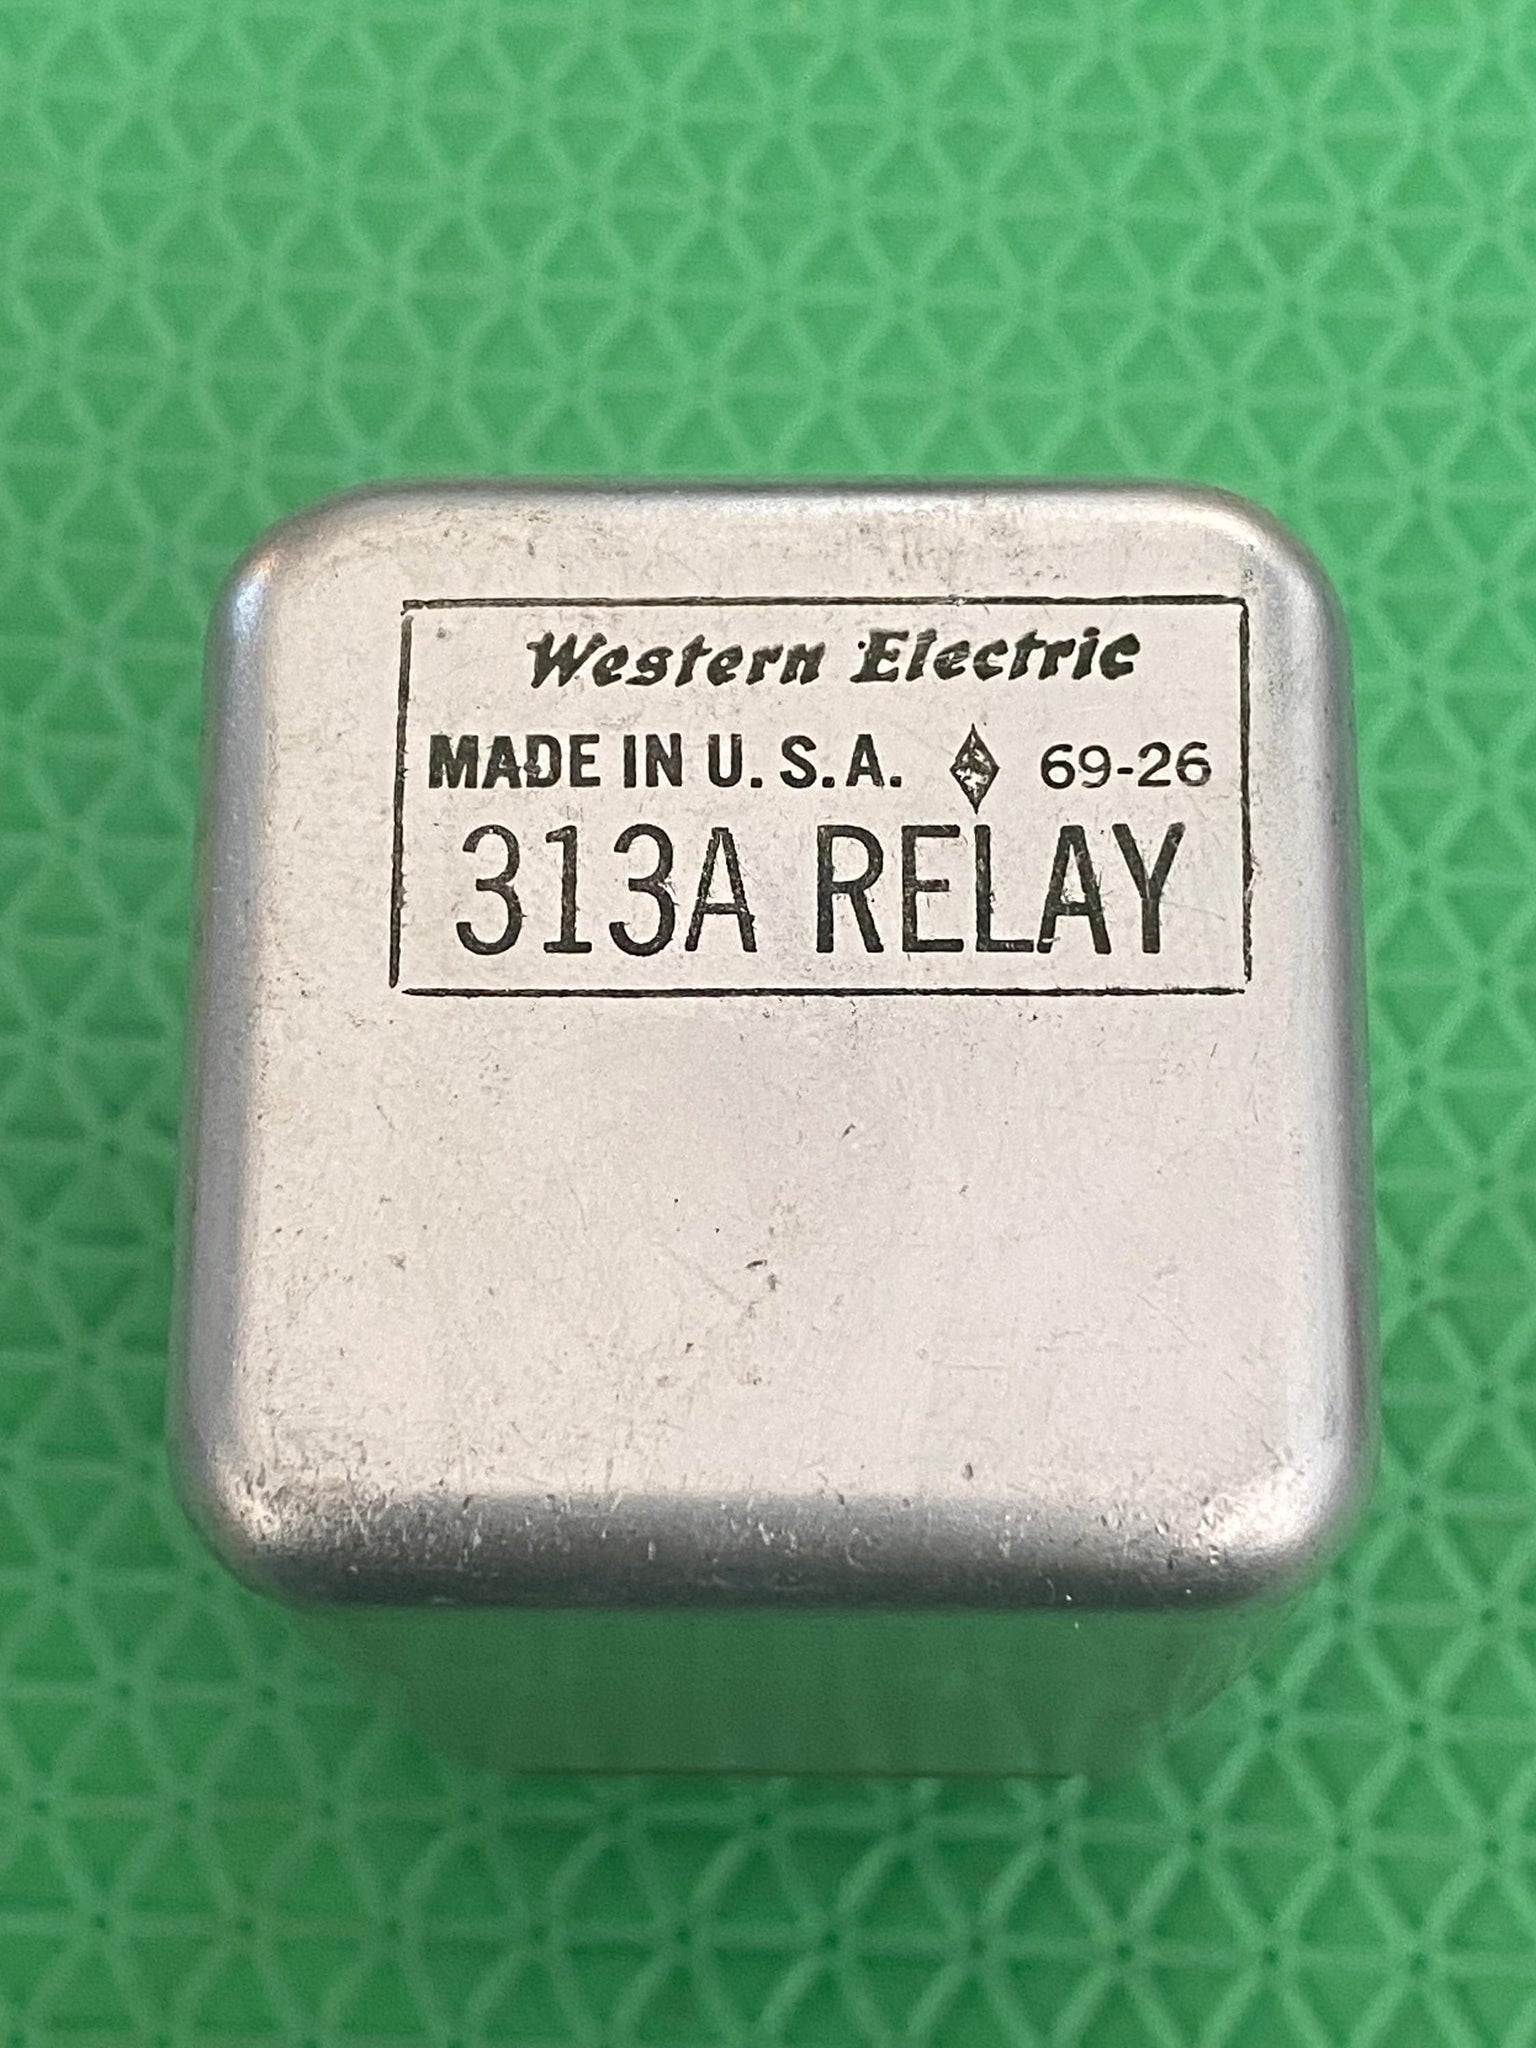 Western Electric
MADE IN U. S. A. ♦ 69-26
313A RELAY